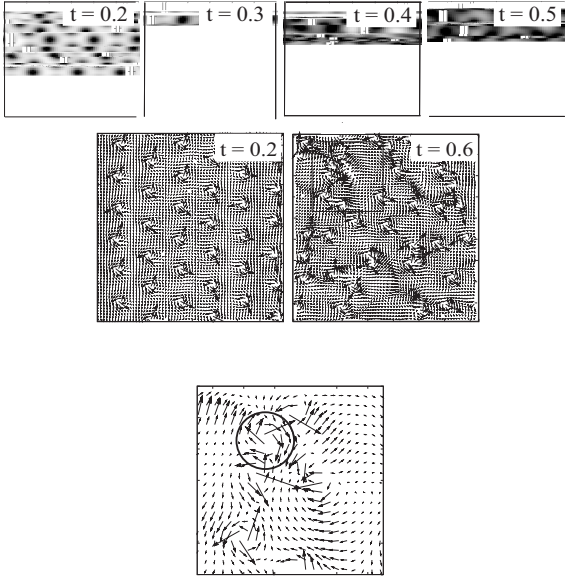 t = 0.2
t = 0.3
t = 0.4
t = 0.5
t = 0.2
t = 0.6